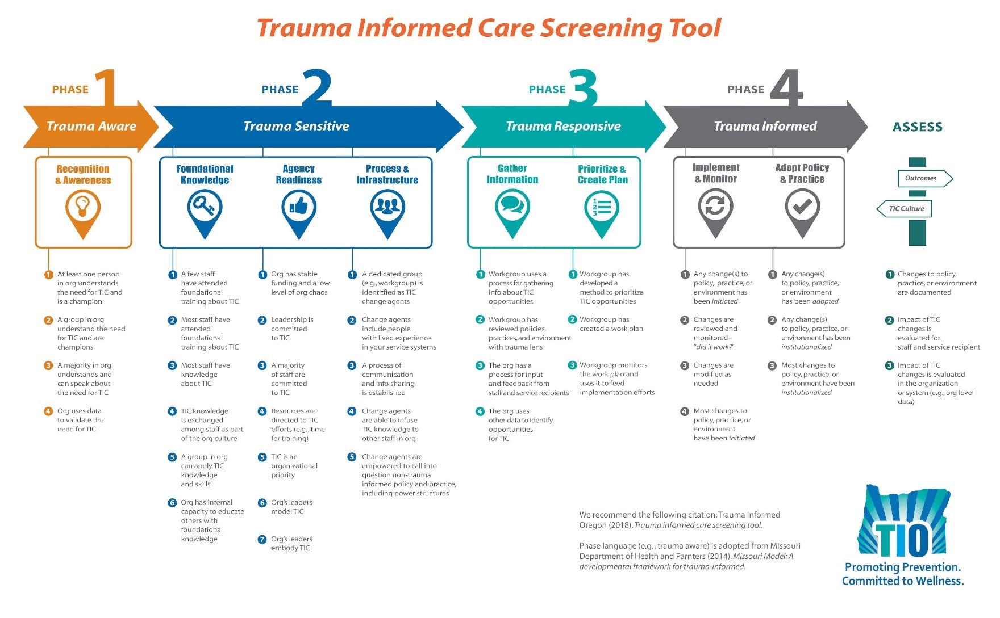 Trauma Informed Care Screening Tool
PHASE 1
Trauma Aware
Recognition
& Awareness
1 At least one person
in org understands
the need for TIC and
is a champion
2 A group in org
understand the need
for TIC and are
champions
3 A majority in org
understands and
can speak about
the need for TIC
4 Org uses data
to validate the
need for TIC
PHASE 2
Trauma Sensitive
Foundational
Knowledge
1 A few staff
have attended
foundational
training about TIC
2 Most staff have
attended
foundational
training about TIC
3 Most staff have
knowledge
about TIC
4 TIC knowledge
is exchanged
among staff as part
of the org culture
5 A group in org
can apply TIC
knowledge
and skills
6 Org has internal
capacity to educate
others with
foundational
knowledge
Agency
Readiness
1 Org has stable
funding and a low
level of org chaos
2 Leadership is
committed
to TIC
3 A majority
of staff are
committed
to TIC
4 Resources are
directed to TIC
efforts (e.g., time
for training)
5 TIC is an
organizational
priority
6 Org's leaders
model TIC
7 Org's leaders
embody TIC
Process &
Infrastructure
1 A dedicated group
(e.g., workgroup) is
identitfied as TIC
change agents
2 Change agents
include people
with lived experience
in your service systems
3 A process of
communication
and info sharing
is established
4 Change agents
are able to infuse
TIC knowledge to
other staff in org
5 Change agents are
empowered to call into
question non-trauma
informed policy and practice,
including power structures
PHASE 3
Trauma Responsive
Gather
Information
1 Workgroup uses a
process for gathering
info about TIC
opportunities
2 Workgroup has
reviewed policies,
practices, and environment
with trauma lens
3 The org has a
process for input
and feedback from
staff and service recipients
4 The org uses
other data to identify
opportunities
for TIC
Prioritize &
Create Plan
1
2
3
1 Workgroup has
developed a
method to prioritize
TIC opportunities
2 Workgroup has
created a work plan
3 Workgroup monitors
the work plan and
uses it to feed
implementation efforts
PHASE 4
Trauma Informed
Implement
& Monitor
1 Any change(s) to
policy, practice, or
environment has
been initiated
2 Changes are
reviewed and
monitored–
"did it work?"
3 Changes are
modified as
needed
4 Most changes to
policy, practice, or
environment
have been initiated
Adopt Policy
& Practice
1 Any change(s)
to policy, practice,
or environment
has been adopted
2 Any change(s)
to policy, practice, or
environment has been
institutionalized
3 Most changes to
policy, practice, or
environment have been
institutionalized
ASSESS
Outcomes
TIC Culture
1 Changes to policy,
practice, or environment
are documented
2 Impact of TIC
changes is
evaluated for
staff and service recipient
3 Impact of TIC
changes is evaluated
in the organization
or system (e.g., org level
data)
We recommend the following citation: Trauma Informed
Oregon (2018). Trauma informed care screening tool.
Phase language (e.g., trauma aware) is adopted from Missouri
Department of Health and Parnters (2014). Missouri Model: A
developmental framework for trauma-informed.
TIO
Promoting Prevention.
Committed to Wellness.